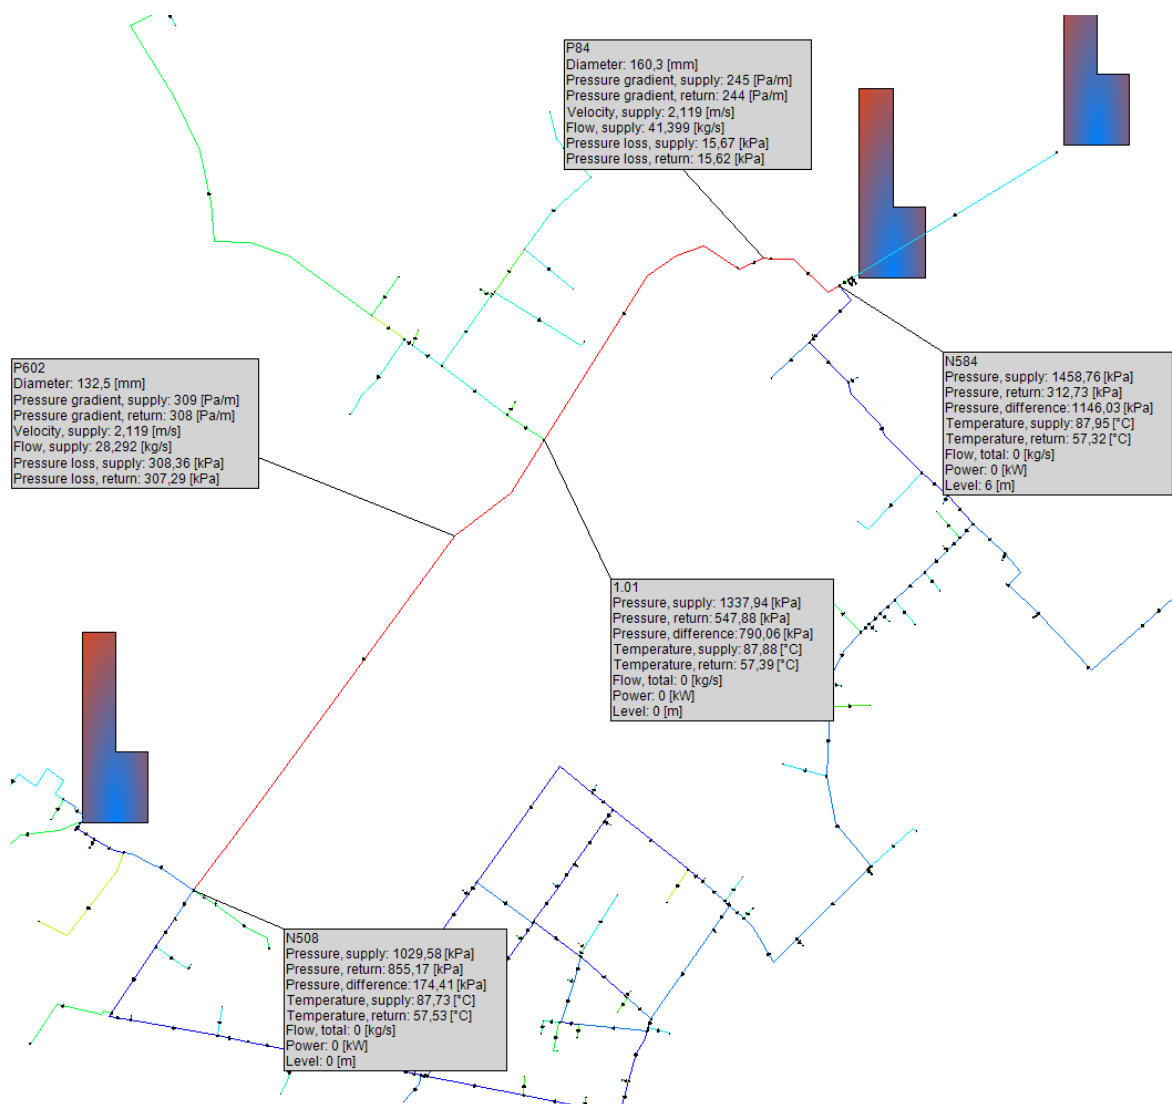 P84
Diameter: 160,3 [mm]
Pressure gradient, supply: 245 [Pa/m]
Pressure gradient, return: 244 [Pa/m]
Velocity, supply: 2,119 [m/s]
Flow, supply: 41,399 [kg/s]
Pressure loss, supply: 15,67 [kPa]
Pressure loss, return: 15,62 [kPa]
P602
Diameter: 132,5 [mm]
Pressure gradient, supply: 309 [Pa/m]
Pressure gradient, return: 308 [Pa/m]
Velocity, supply: 2,119 [m/s]
Flow, supply: 28,292 [kg/s]
Pressure loss, supply: 308,36 [kPa]
Pressure loss, return: 307,29 [kPa]
N584
Pressure, supply: 1458,76 [kPa]
Pressure, return: 312,73 [kPa]
Pressure, difference: 1146,03 [kPa]
Temperature, supply: 87,95 [°C]
Temperature, return: 57,32 [°C]
Flow, total: 0 [kg/s]
Power: 0 [kW]
Level: 6 [m]
1.01
Pressure, supply: 1337,94 [kPa]
Pressure, return: 547,88 [kPa]
Pressure, difference: 790,06 [kPa]
Temperature, supply: 87,88 [°C]
Temperature, return: 57,39 [°C]
Flow, total: 0 [kg/s]
Power: 0 [kW]
Level: 0 [m]
N508
Pressure, supply: 1029,58 [kPa]
Pressure, return: 855,17 [kPa]
Pressure, difference: 174,41 [kPa]
Temperature, supply: 87,73 [°C]
Temperature, return: 57,53 [°C]
Flow, total: 0 [kg/s]
Power: 0 [kW]
Level: 0 [m]